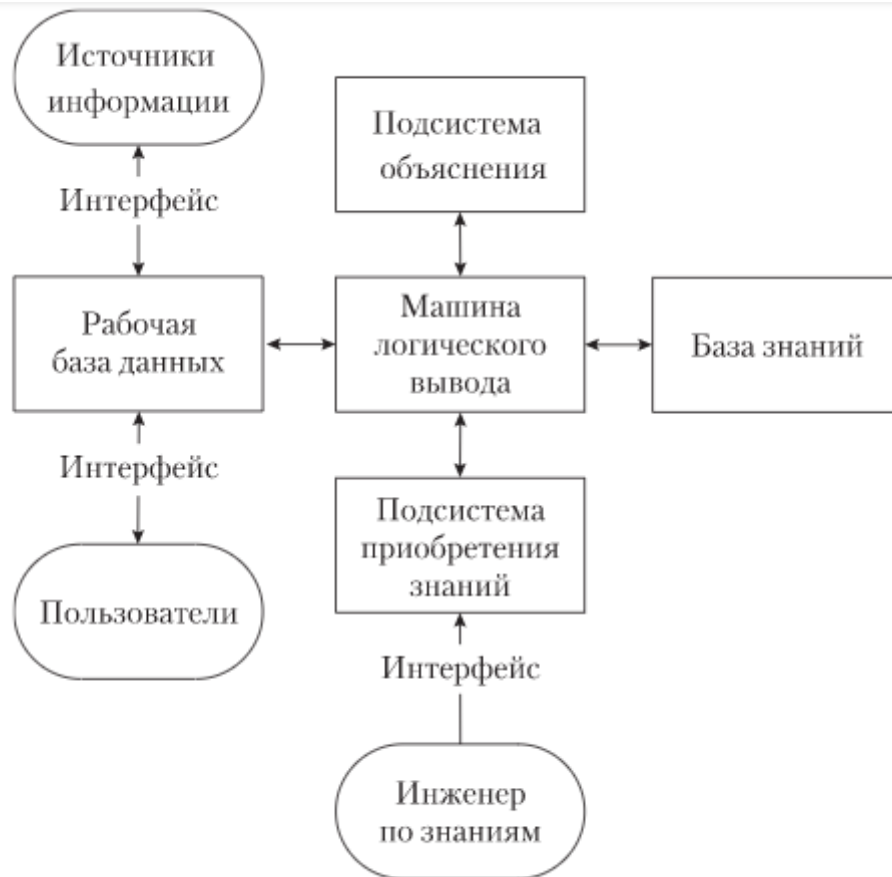 Источники
информации
Подсистема
объяснения
Интерфейс
Рабочая
база данных
Машина
логического
вывода
База знаний
Интерфейс
Подсистема
приобретения
знаний
Пользователи
Интерфейс
Инженер
по знаниям